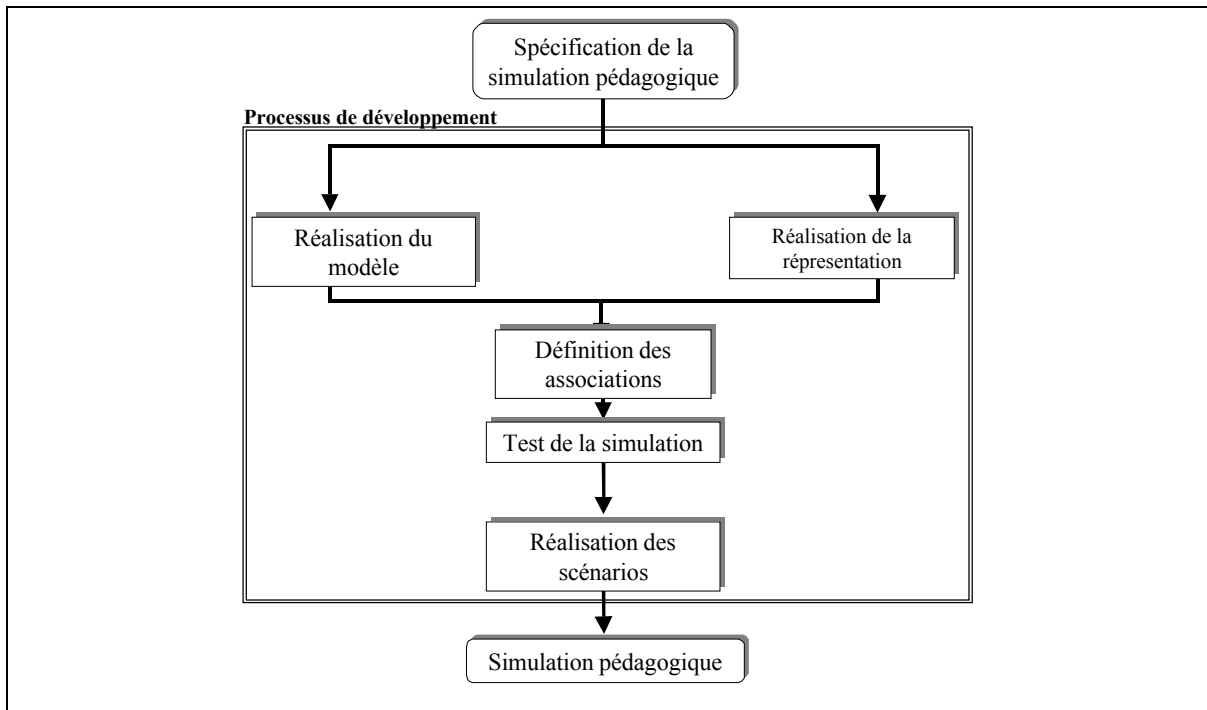 Spécification de la
simulation pédagogique
Processus de développement
Réalisation du
modèle
Réalisation de la
répresentation
Définition des
associations
Test de la simulation
Réalisation des
scénarios
Simulation pédagogique